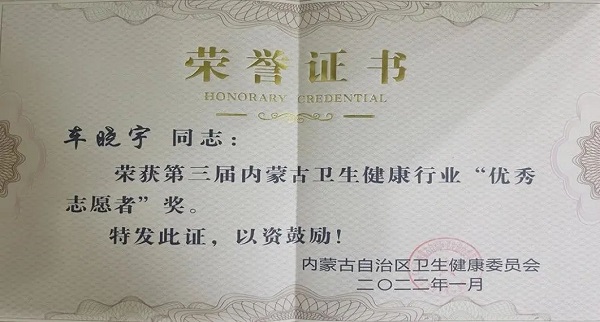 荣誉证书
HONORARY CREDENTIAL
车晓宇 同志：
荣获第三届内蒙古卫生健康行业“优秀
志愿者”奖。
特发此证，以资鼓励！
内蒙古自治区卫生健康委员会
二〇二二年一月